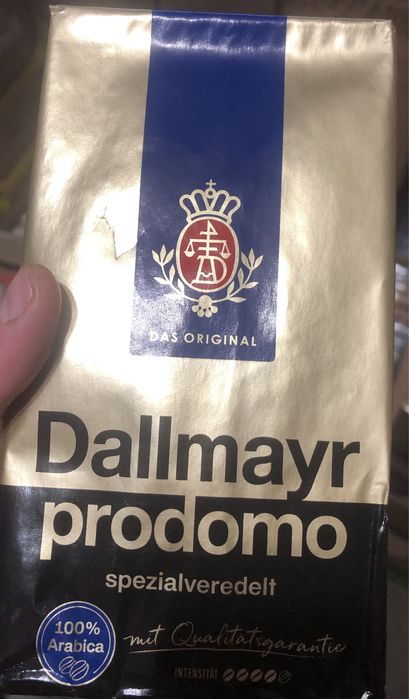 DAS ORIGINAL
Dallmayr
prodomo
spezialveredelt
100%
Arabica
mit Qualitätsgarantie
INTENSITÄT